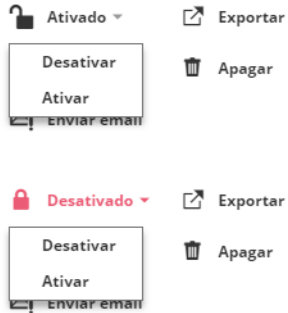 Ativado Exportar
Desativar
Apagar
Ativar
Enviar email
Desativado Exportar
Desativar
Apagar
Ativar
Enviar email